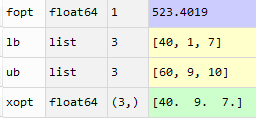 fopt float64 1 523.4019
lb list 3 [40, 1, 7]
ub list 3 [60, 9, 10]
xopt float64 (3,) [40. 9. 7.]